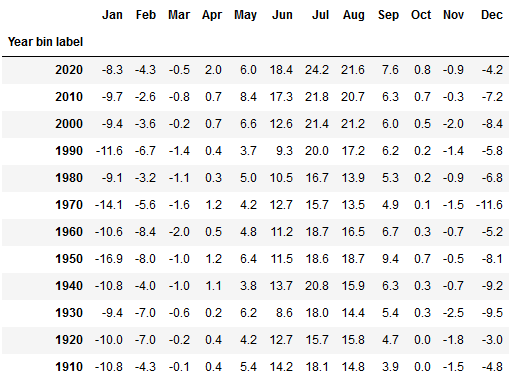 Jan Feb Mar Apr May Jun Jul Aug Sep Oct Nov Dec
Year bin label
2020 -8.3 -4.3 -0.5 2.0 6.0 18.4 24.2 21.6 7.6 0.8 -0.9 -4.2
2010 -9.7 -2.6 -0.8 0.7 8.4 17.3 21.8 20.7 6.3 0.7 -0.3 -7.2
2000 -9.4 -3.6 -0.2 0.7 6.6 12.6 21.4 21.2 6.0 0.5 -2.0 -8.4
1990 -11.6 -6.7 -1.4 0.4 3.7 9.3 20.0 17.2 6.2 0.2 -1.4 -5.8
1980 -9.1 -3.2 -1.1 0.3 5.0 10.5 16.7 13.9 5.3 0.2 -0.9 -6.8
1970 -14.1 -5.6 -1.6 1.2 4.2 12.7 15.7 13.5 4.9 0.1 -1.5 -11.6
1960 -10.6 -8.4 -2.0 0.5 4.8 11.2 18.7 16.5 6.7 0.3 -0.7 -5.2
1950 -16.9 -8.0 -1.0 1.2 6.4 11.5 18.6 18.7 9.4 0.7 -0.5 -8.1
1940 -10.8 -4.0 -1.0 1.1 3.8 13.7 20.8 15.9 6.3 0.3 -0.7 -9.2
1930 -9.4 -7.0 -0.6 0.2 6.2 8.6 18.0 14.4 5.4 0.3 -2.5 -9.5
1920 -10.0 -7.0 -0.2 0.4 4.2 12.7 15.7 15.8 4.7 0.0 -1.8 -3.0
1910 -10.8 -4.3 -0.1 0.4 5.4 14.2 18.1 14.8 3.9 0.0 -1.5 -4.8